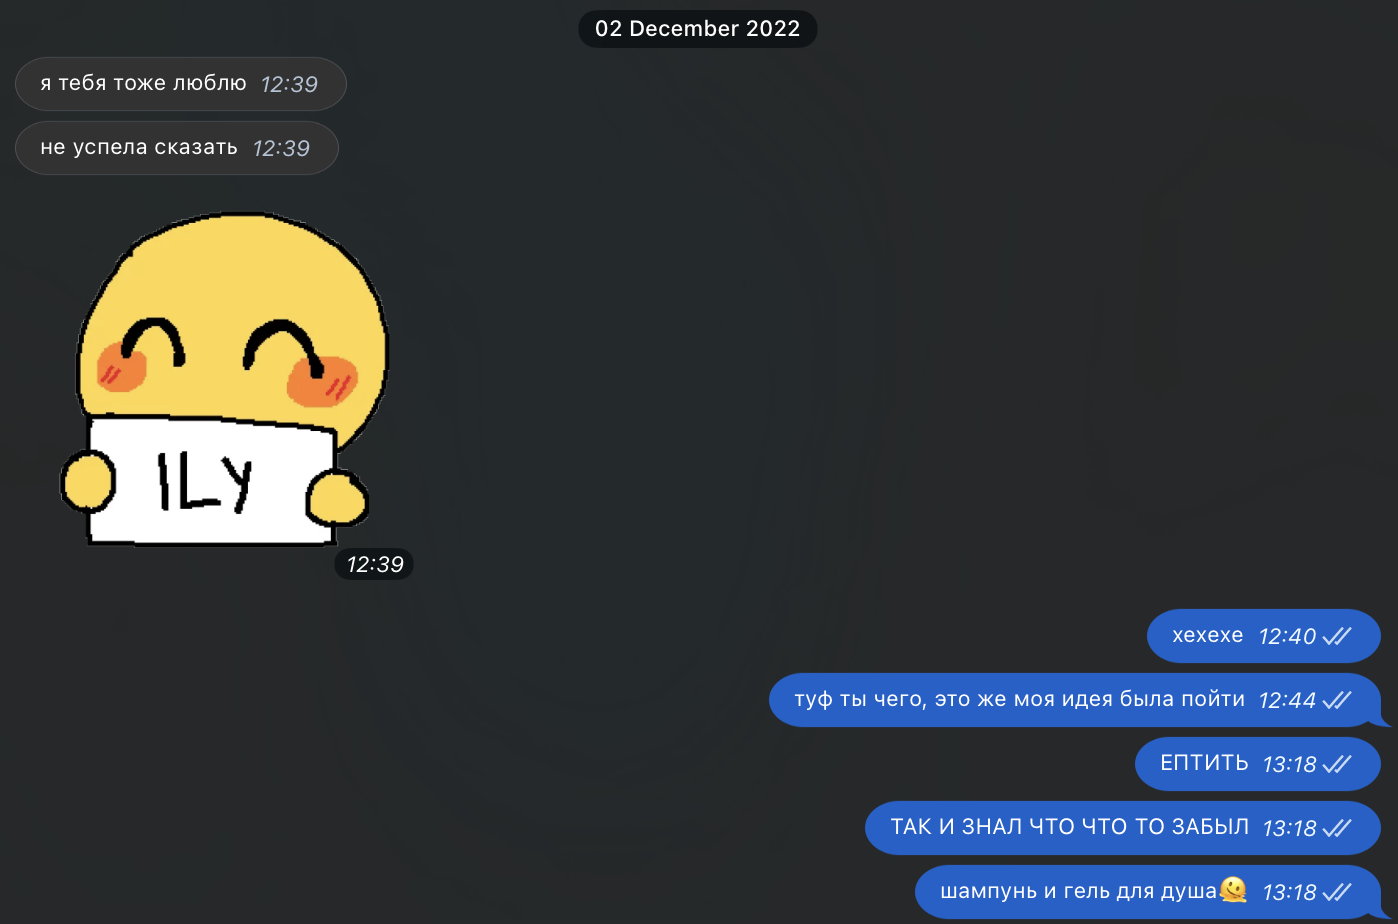 02 December 2022
я тебя тоже люблю 12:39
не успела сказать 12:39
ILY
12:39
хехехе 12:40
туф ты чего, это же моя идея была пойти 12:44
ЕПТИТЬ 13:18
ТАК И ЗНАЛ ЧТО ЧТО ТО ЗАБЫЛ 13:18
шампунь и гель для душа🫠 13:18